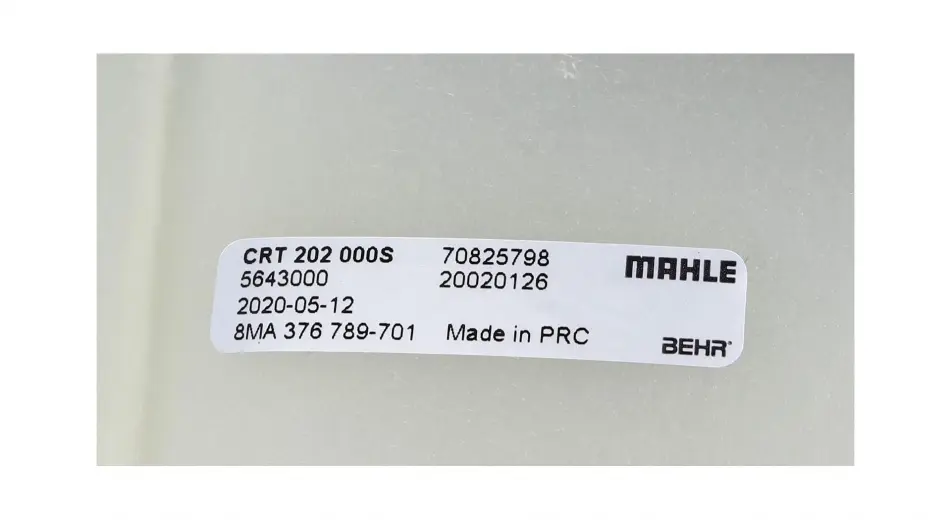 CRT 202 000S 70825798 MAHLE
5643000 20020126
2020-05-12
8MA 376 789-701 Made in PRC BEHR®